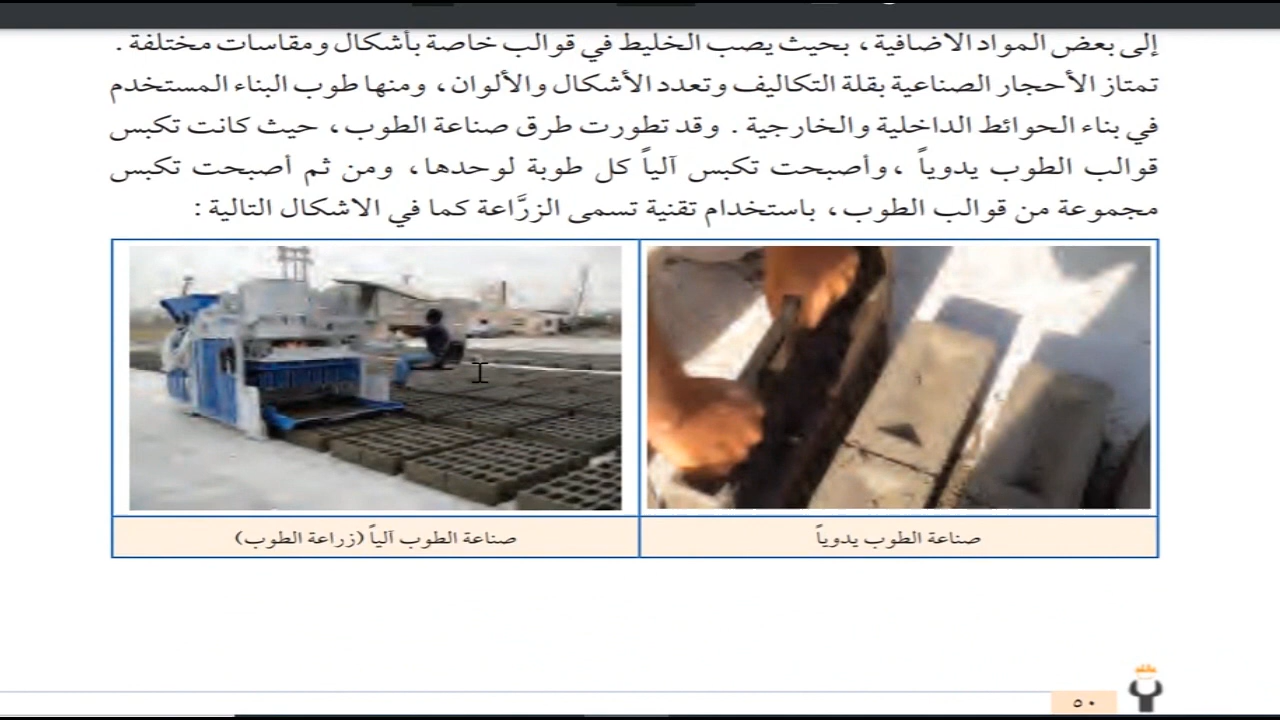 إلى بعض المواد الاضافية، بحيث يصب الخليط في قوالب خاصة بأشكال ومقاسات مختلفة.
تمتاز الأحجار الصناعية بقلة التكاليف وتعدد الأشكال والألوان، ومنها طوب البناء المستخدم
في بناء الحوائط الداخلية والخارجية. وقد تطورت طرق صناعة الطوب، حيث كانت تكبس
قوالب الطوب يدوياً، وأصبحت تكبس آلياً كل طوبة لوحدها، ومن ثم أصبحت تكبس
مجموعة من قوالب الطوب، باستخدام تقنية تسمى الزرَّاعة كما في الاشكال التالية:
صناعة الطوب يدوياً
صناعة الطوب آلياً (زراعة الطوب)
٥٠